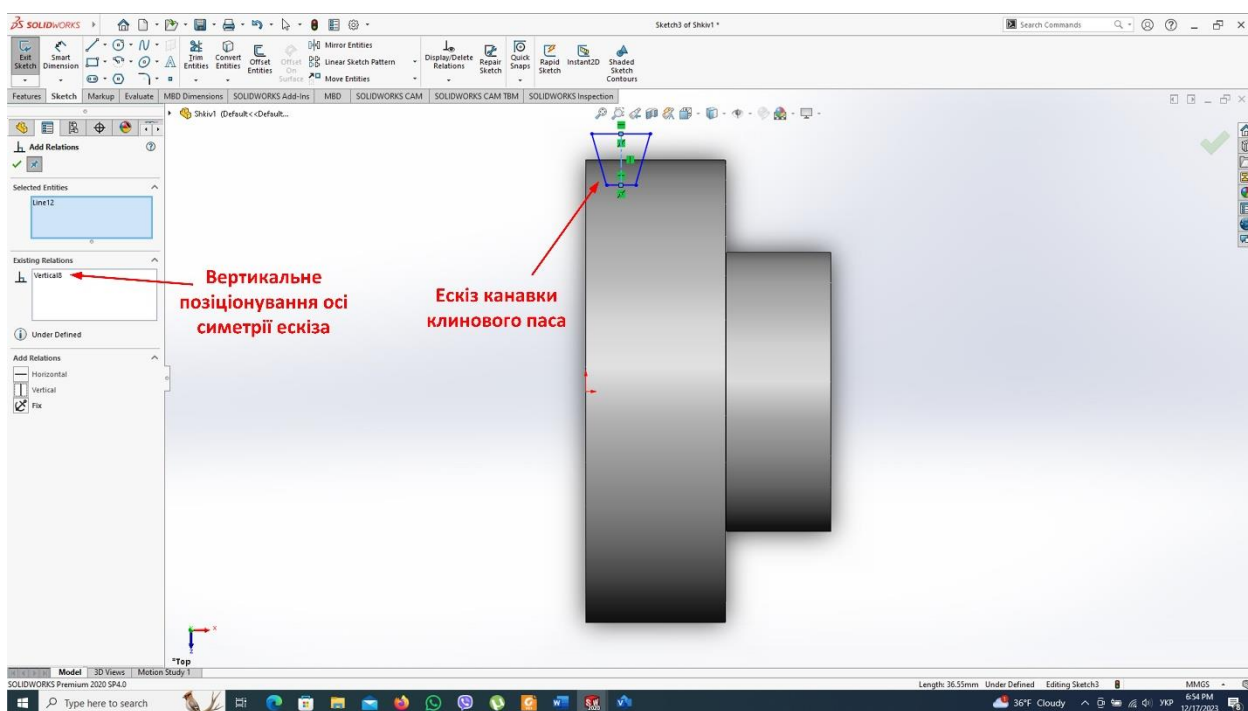 SOLIDWORKS
Sketch3 of Shkiv1 *
Search Commands
Exit Sketch
Smart Dimension
Trim Entities
Convert Entities
Offset Entities
Offset On Surface
Mirror Entities
Linear Sketch Pattern
Move Entities
Display/Delete Relations
Repair Sketch
Quick Snaps
Rapid Sketch
Instant2D
Shaded Sketch Contours
Features Sketch Markup Evaluate MBD Dimensions SOLIDWORKS Add-Ins MBD SOLIDWORKS CAM SOLIDWORKS CAM TBM SOLIDWORKS Inspection
Shkiv1 (Default<<Default...
Add Relations
Selected Entities
Line12
Existing Relations
Vertical8
Under Defined
Add Relations
Horizontal
Vertical
Fix
Вертикальне
позіціонування осі
симетрії ескіза
Ескіз канавки
клинового паса
x
*Top
Model 3D Views Motion Study 1
SOLIDWORKS Premium 2020 SP4.0
Length: 36.55mm Under Defined Editing Sketch3 MMGS
Type here to search
36°F Cloudy
УКР
6:54 PM
12/17/2023